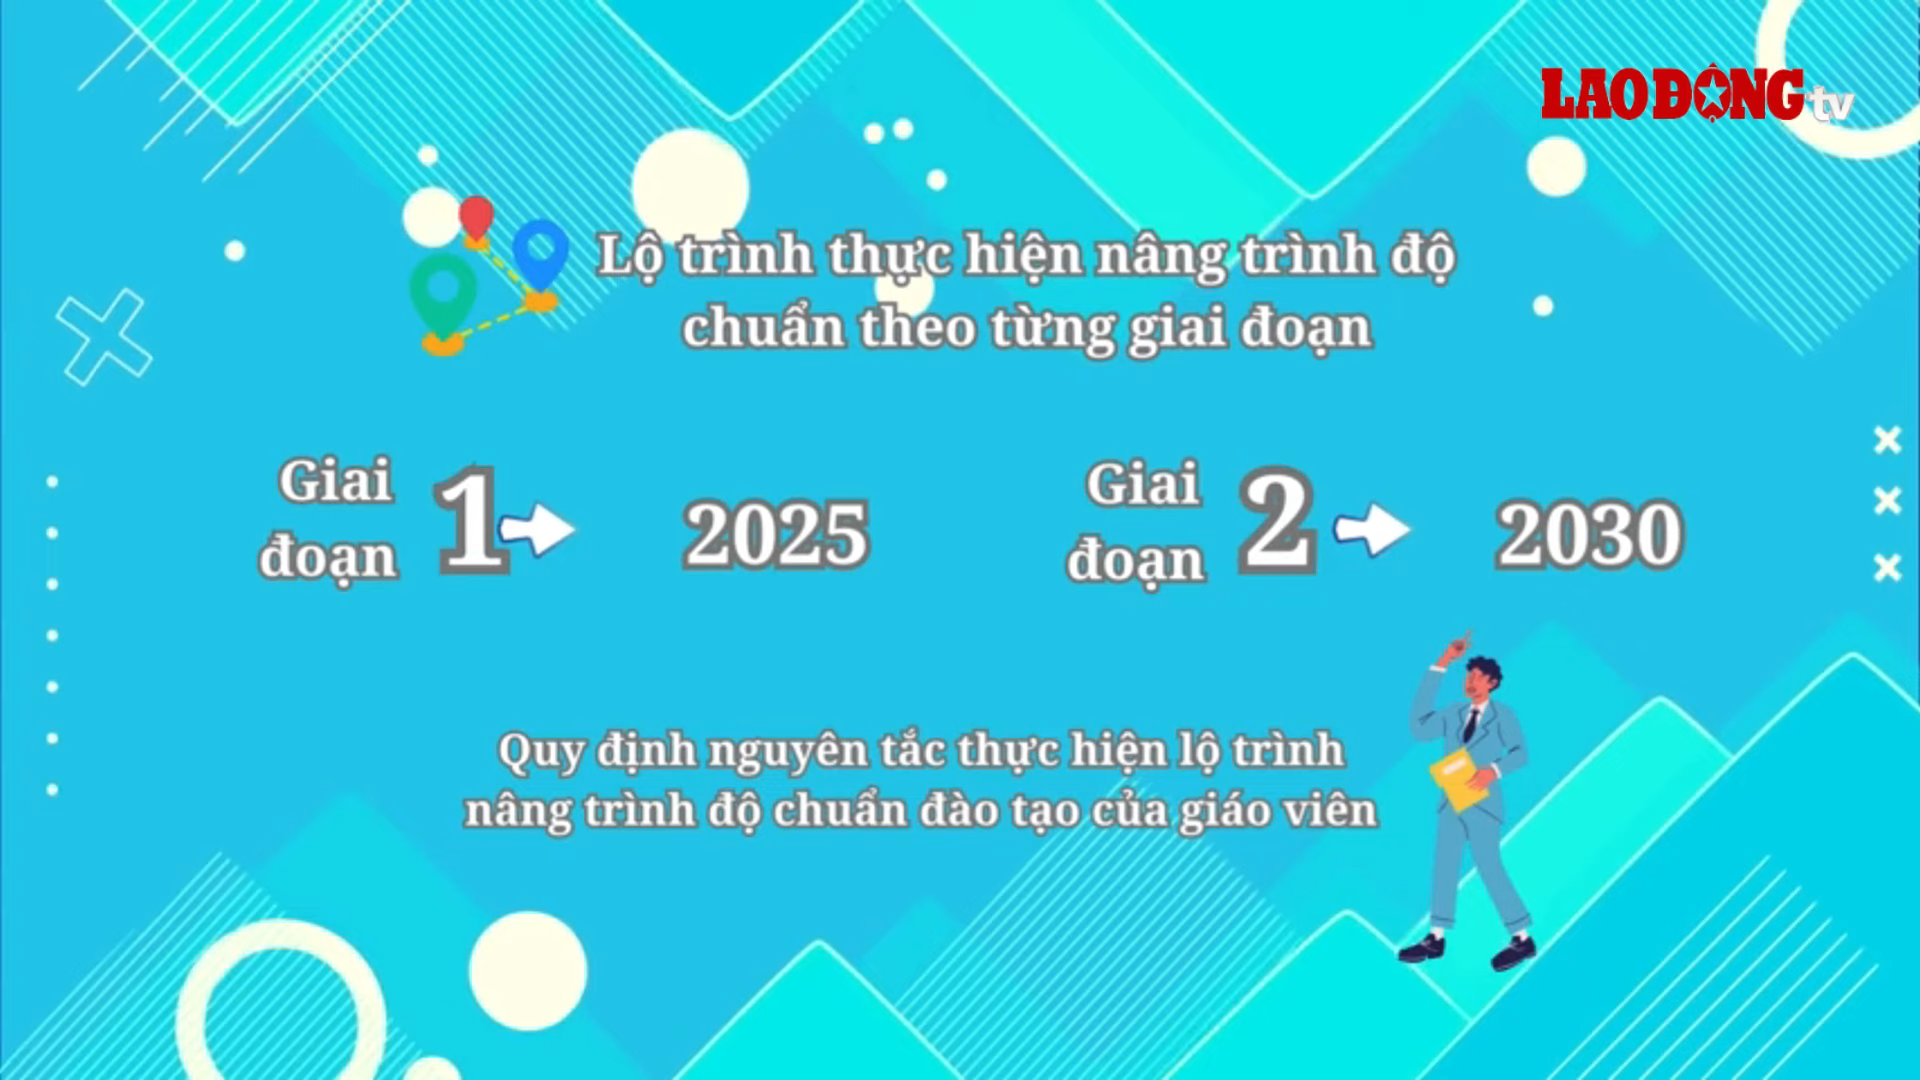 LAO ĐỘNG tv
Lộ trình thực hiện nâng trình độ
chuẩn theo từng giai đoạn
Giai
đoạn
1
2025
Giai
đoạn
2
2030
Quy định nguyên tắc thực hiện lộ trình
nâng trình độ chuẩn đào tạo của giáo viên